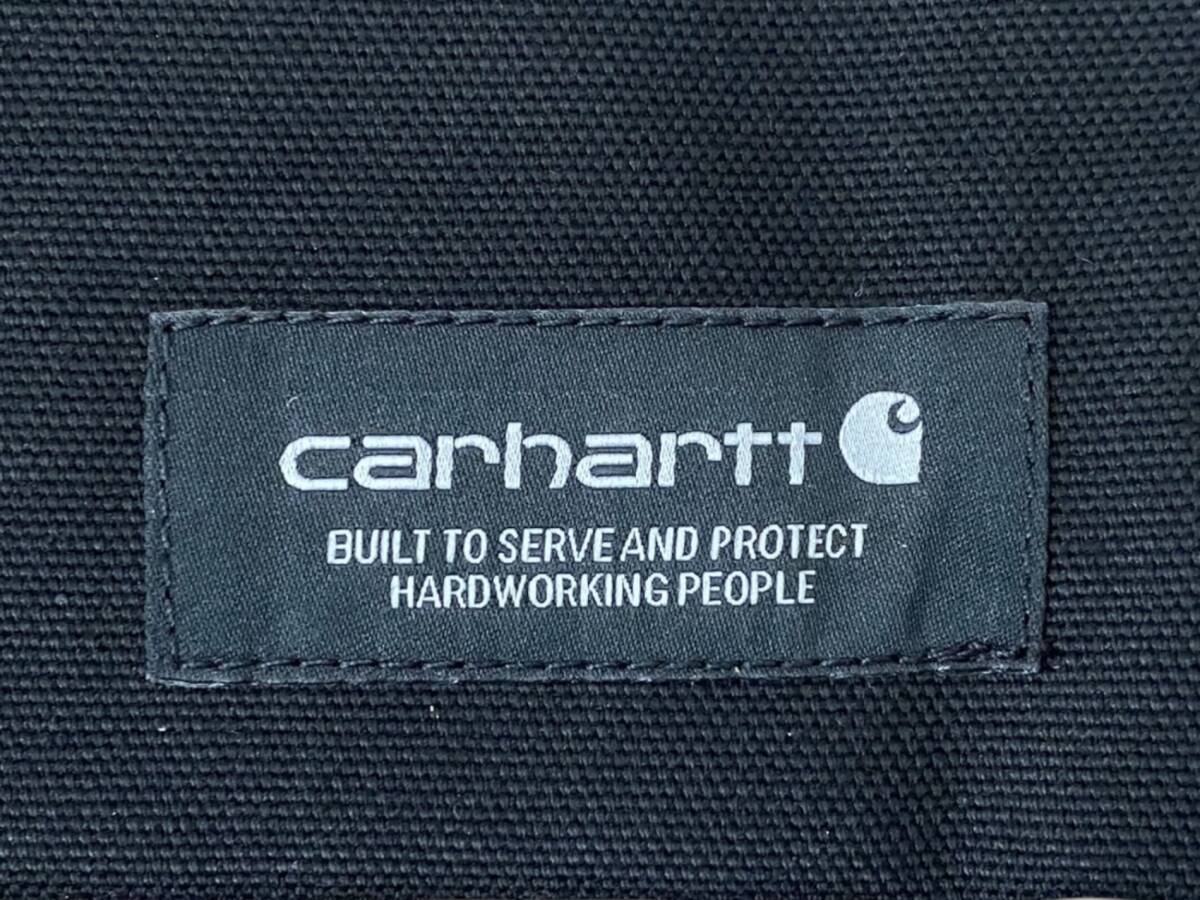 carhartt
BUILT TO SERVE AND PROTECT
HARDWORKING PEOPLE